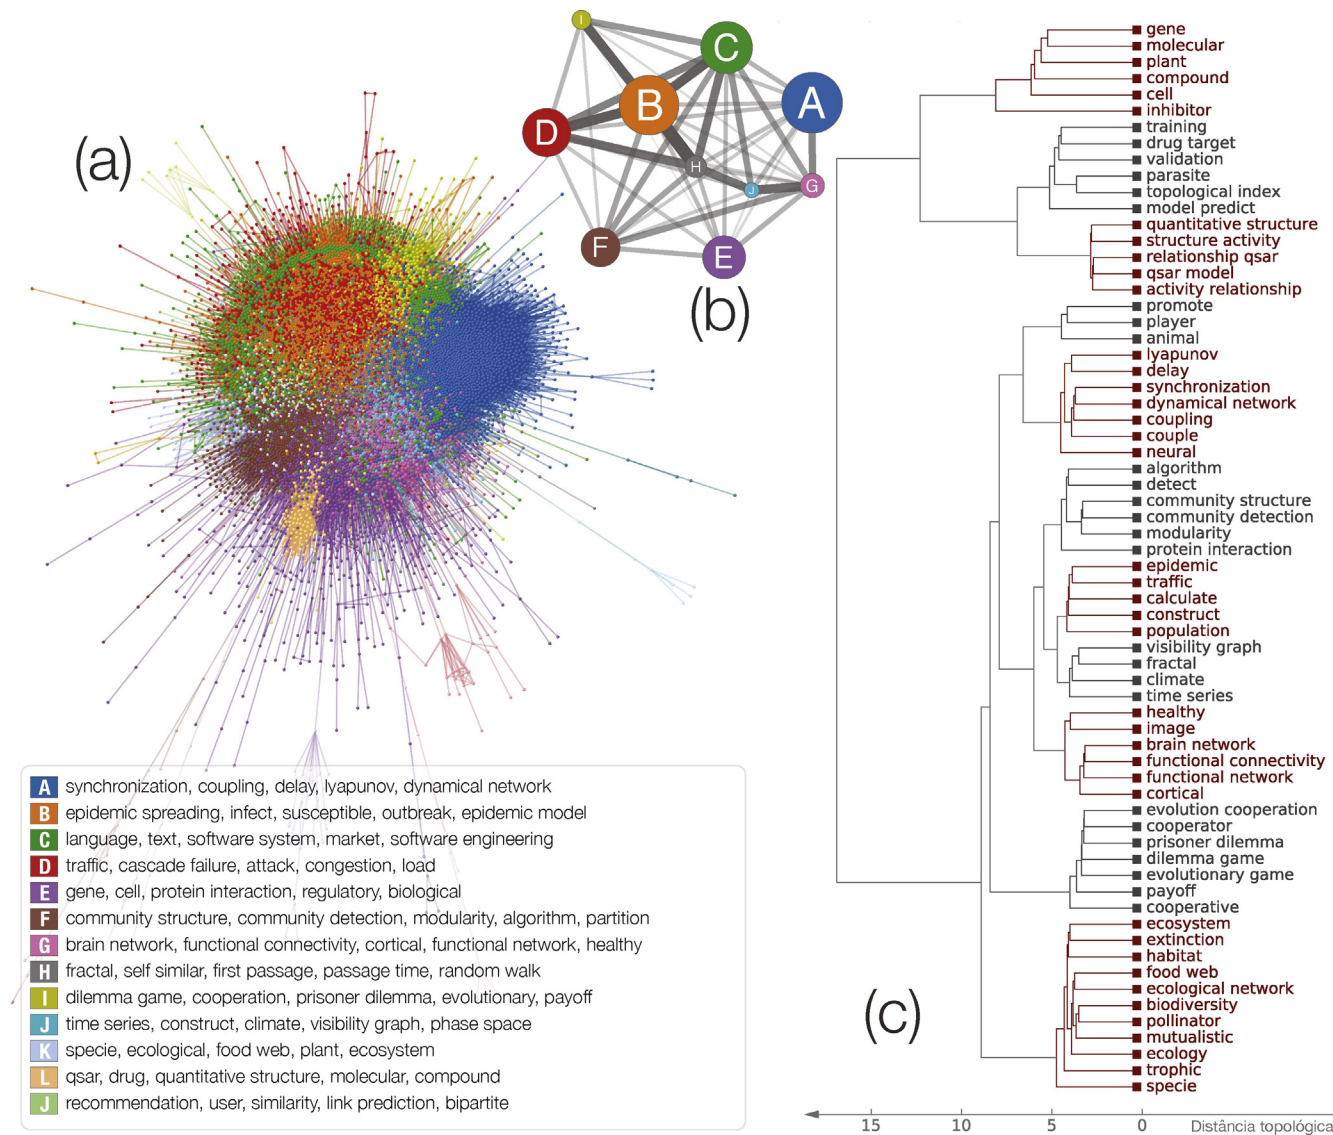 (a)
I
C
B
A
D
H
J
G
F
E
(b)
A synchronization, coupling, delay, lyapunov, dynamical network
B epidemic spreading, infect, susceptible, outbreak, epidemic model
C language, text, software system, market, software engineering
D traffic, cascade failure, attack, congestion, load
E gene, cell, protein interaction, regulatory, biological
F community structure, community detection, modularity, algorithm, partition
G brain network, functional connectivity, cortical, functional network, healthy
H fractal, self similar, first passage, passage time, random walk
I dilemma game, cooperation, prisoner dilemma, evolutionary, payoff
J time series, construct, climate, visibility graph, phase space
K specie, ecological, food web, plant, ecosystem
L qsar, drug, quantitative structure, molecular, compound
J recommendation, user, similarity, link prediction, bipartite
gene
molecular
plant
compound
cell
inhibitor
training
drug target
validation
parasite
topological index
model predict
quantitative structure
structure activity
relationship qsar
qsar model
activity relationship
promote
player
animal
lyapunov
delay
synchronization
dynamical network
coupling
couple
neural
algorithm
detect
community structure
community detection
modularity
protein interaction
epidemic
traffic
calculate
construct
population
visibility graph
fractal
climate
time series
healthy
image
brain network
functional connectivity
functional network
cortical
evolution cooperation
cooperator
prisoner dilemma
dilemma game
evolutionary game
payoff
cooperative
ecosystem
extinction
habitat
food web
ecological network
biodiversity
pollinator
mutualistic
ecology
trophic
specie
(c)
15 10 5 0 Distância topológica